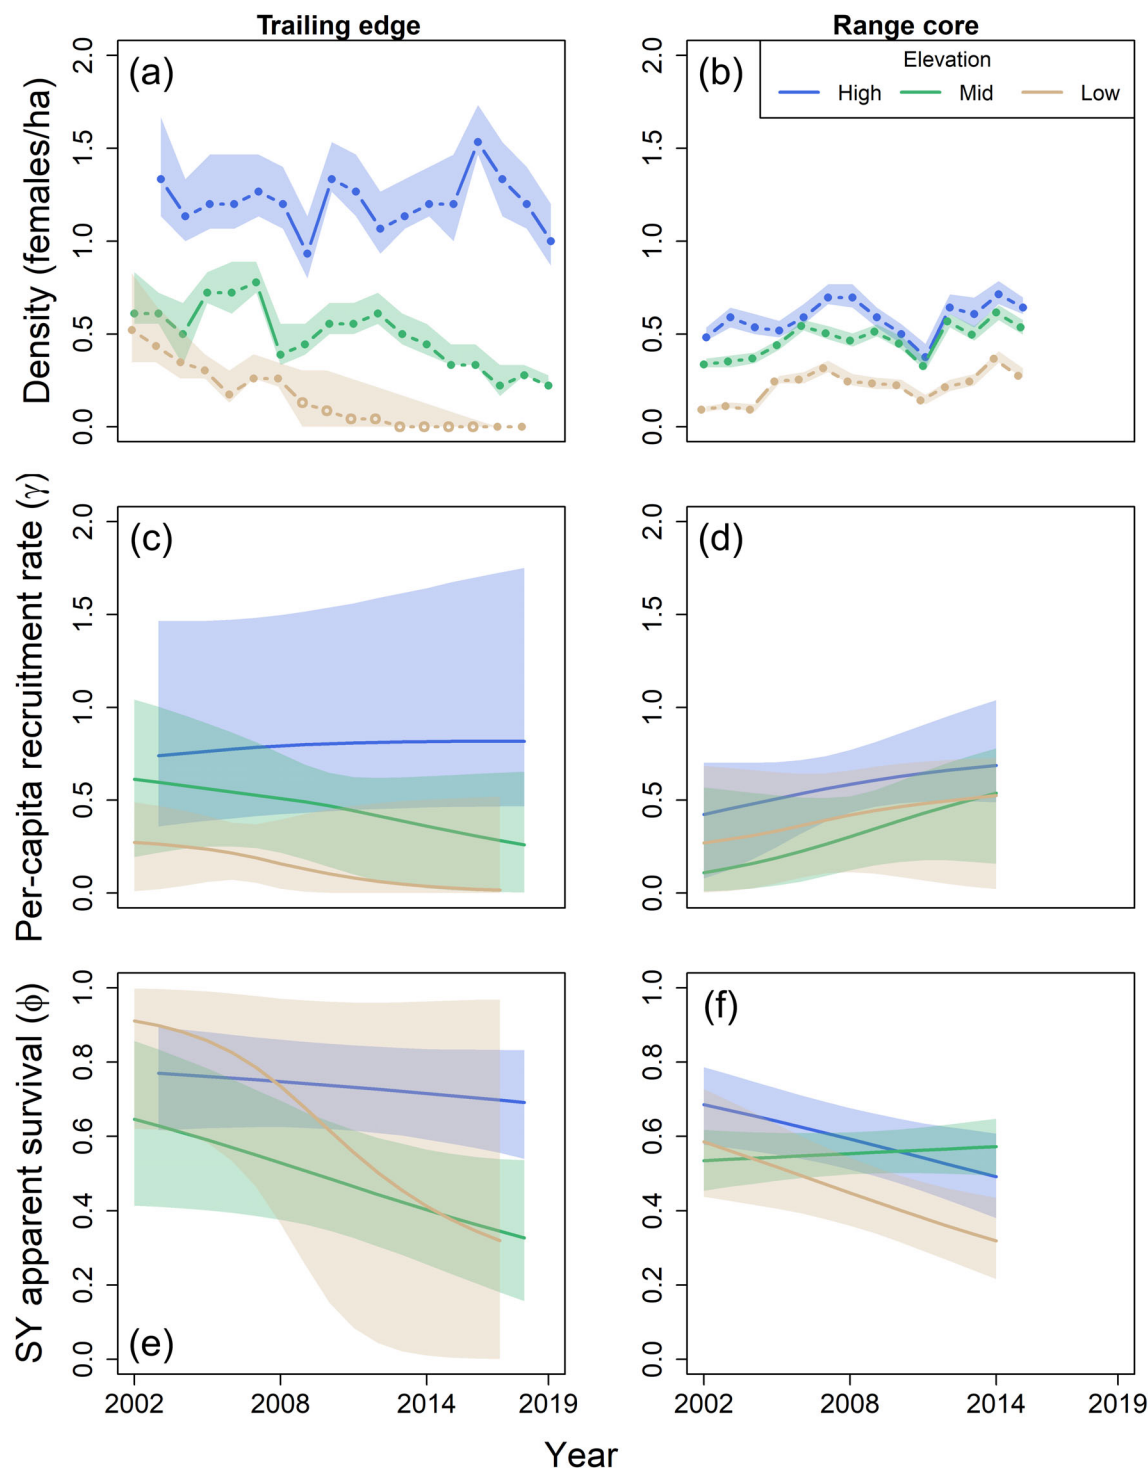 Trailing edge
Range core
(a)
(b)
Elevation
High
Mid
Low
Density (females/ha)
2.0
1.5
1.0
0.5
0.0
2.0
1.5
1.0
0.5
0.0
(c)
(d)
Per-capita recruitment rate (γ)
2.0
1.5
1.0
0.5
0.0
2.0
1.5
1.0
0.5
0.0
(e)
(f)
SY apparent survival (ϕ)
1.0
0.8
0.6
0.4
0.2
0.0
1.0
0.8
0.6
0.4
0.2
0.0
2002 2008 2014 2019
2002 2008 2014 2019
Year